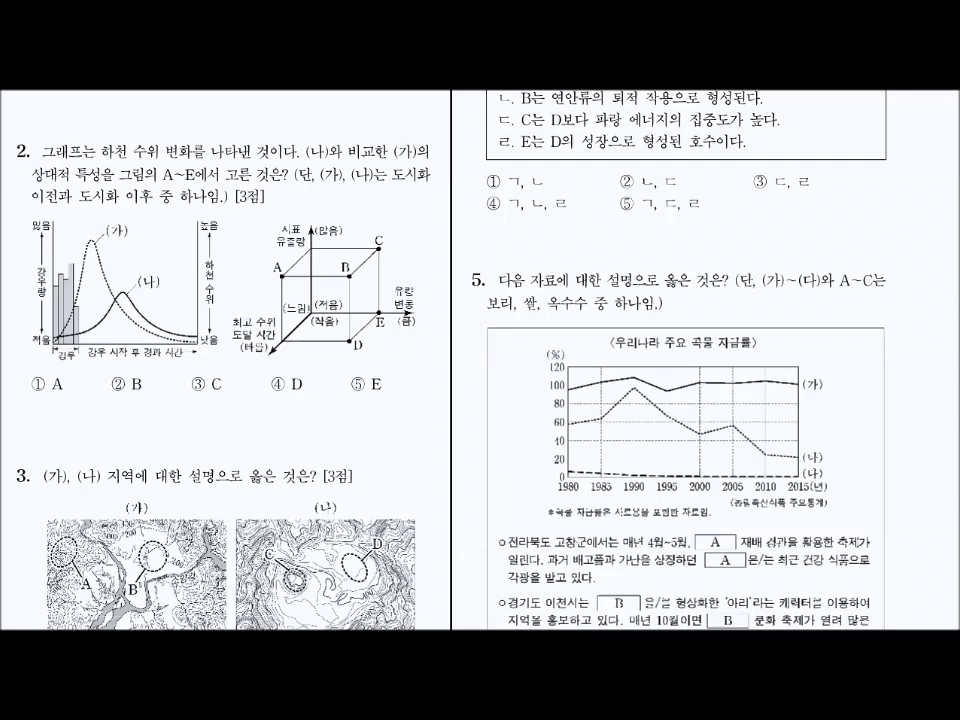 2. 그래프는 하천 수위 변화를 나타낸 것이다. (나)와 비교한 (가)의
상대적 특성을 그림의 A~E에서 고른 것은? (단, (가), (나)는 도시화
이전과 도시화 이후 중 하나임.) [3점]
많음
강우량
적음
(가)
(나)
높음
하천 수위
낮음
강우
강우 시작 후 경과 시간
지표
유출량
(많음)
C
A
B
(느림)
(적음)
(작음)
유량
변동
(큼)
E
최고 수위
도달 시간
(빠름)
D
① A ② B ③ C ④ D ⑤ E
3. (가), (나) 지역에 대한 설명으로 옳은 것은? [3점]
(가) (나)
A
B
200
C
D
ㄴ. B는 연안류의 퇴적 작용으로 형성된다.
ㄷ. C는 D보다 파랑 에너지의 집중도가 높다.
ㄹ. E는 D의 성장으로 형성된 호수이다.
① ㄱ, ㄴ ② ㄴ, ㄷ ③ ㄷ, ㄹ
④ ㄱ, ㄴ, ㄹ ⑤ ㄱ, ㄷ, ㄹ
5. 다음 자료에 대한 설명으로 옳은 것은? (단, (가)~(다)와 A~C는
보리, 쌀, 옥수수 중 하나임.)
〈우리나라 주요 곡물 자급률〉
(%)
120
100
80
60
40
20
0
(가)
(나)
(다)
1980 1985 1990 1995 2000 2005 2010 2015(년)
(농림축산식품 주요통계)
*곡물 자급률은 사료용을 포함한 자료임.
○전라북도 고창군에서는 매년 4월~5월, A 재배 경관을 활용한 축제가
열린다. 과거 배고픔과 가난을 상징하던 A 은/는 최근 건강 식품으로
각광을 받고 있다.
○경기도 이천시는 B 을/를 형상화한 '아리'라는 캐릭터를 이용하여
지역을 홍보하고 있다. 매년 10월이면 B 문화 축제가 열려 많은